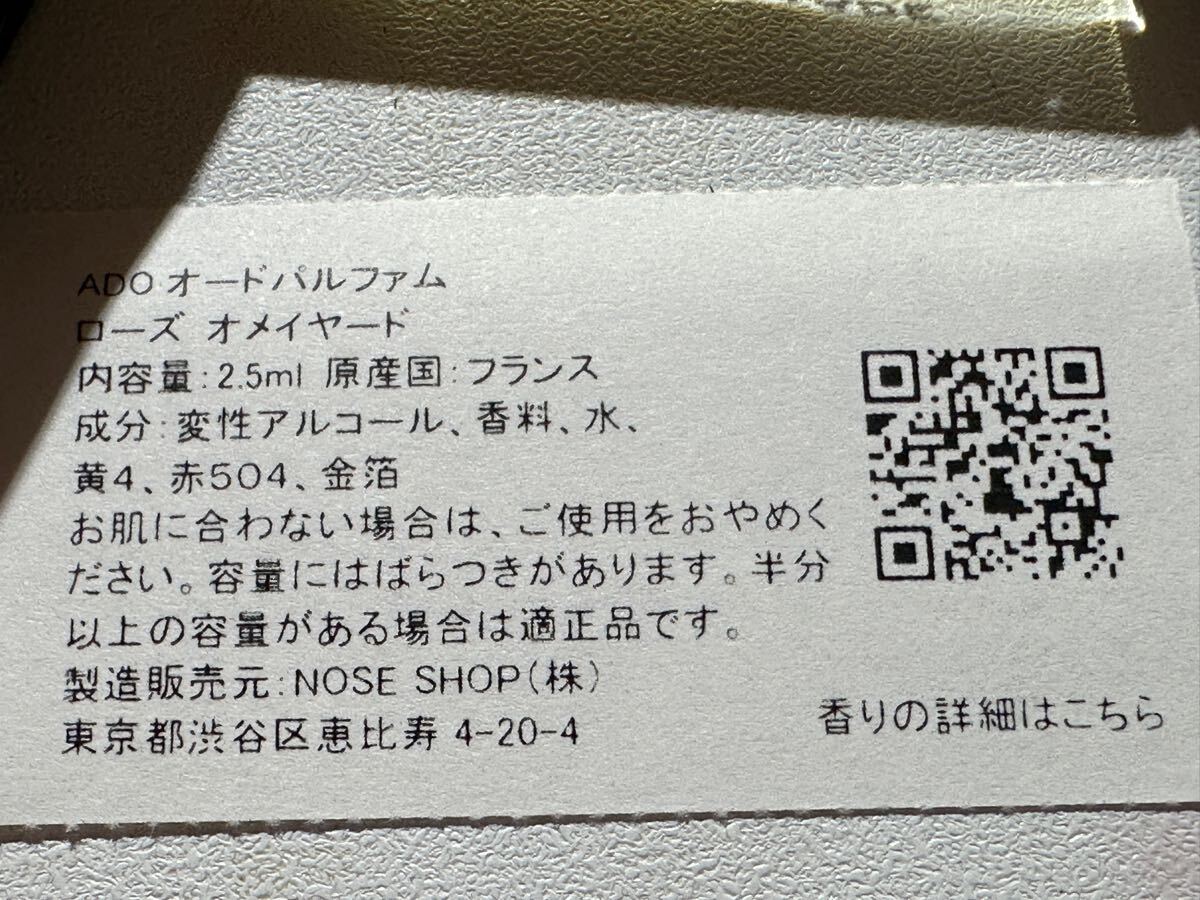 ADO オードパルファム
ローズ オメイヤード
内容量:2.5ml 原産国:フランス
成分:変性アルコール、香料、水、
黄4、赤504、金箔
お肌に合わない場合は、ご使用をおやめく
ださい。容量にはばらつきがあります。半分
以上の容量がある場合は適正品です。
製造販売元:NOSE SHOP(株)
東京都渋谷区恵比寿 4-20-4
香りの詳細はこちら